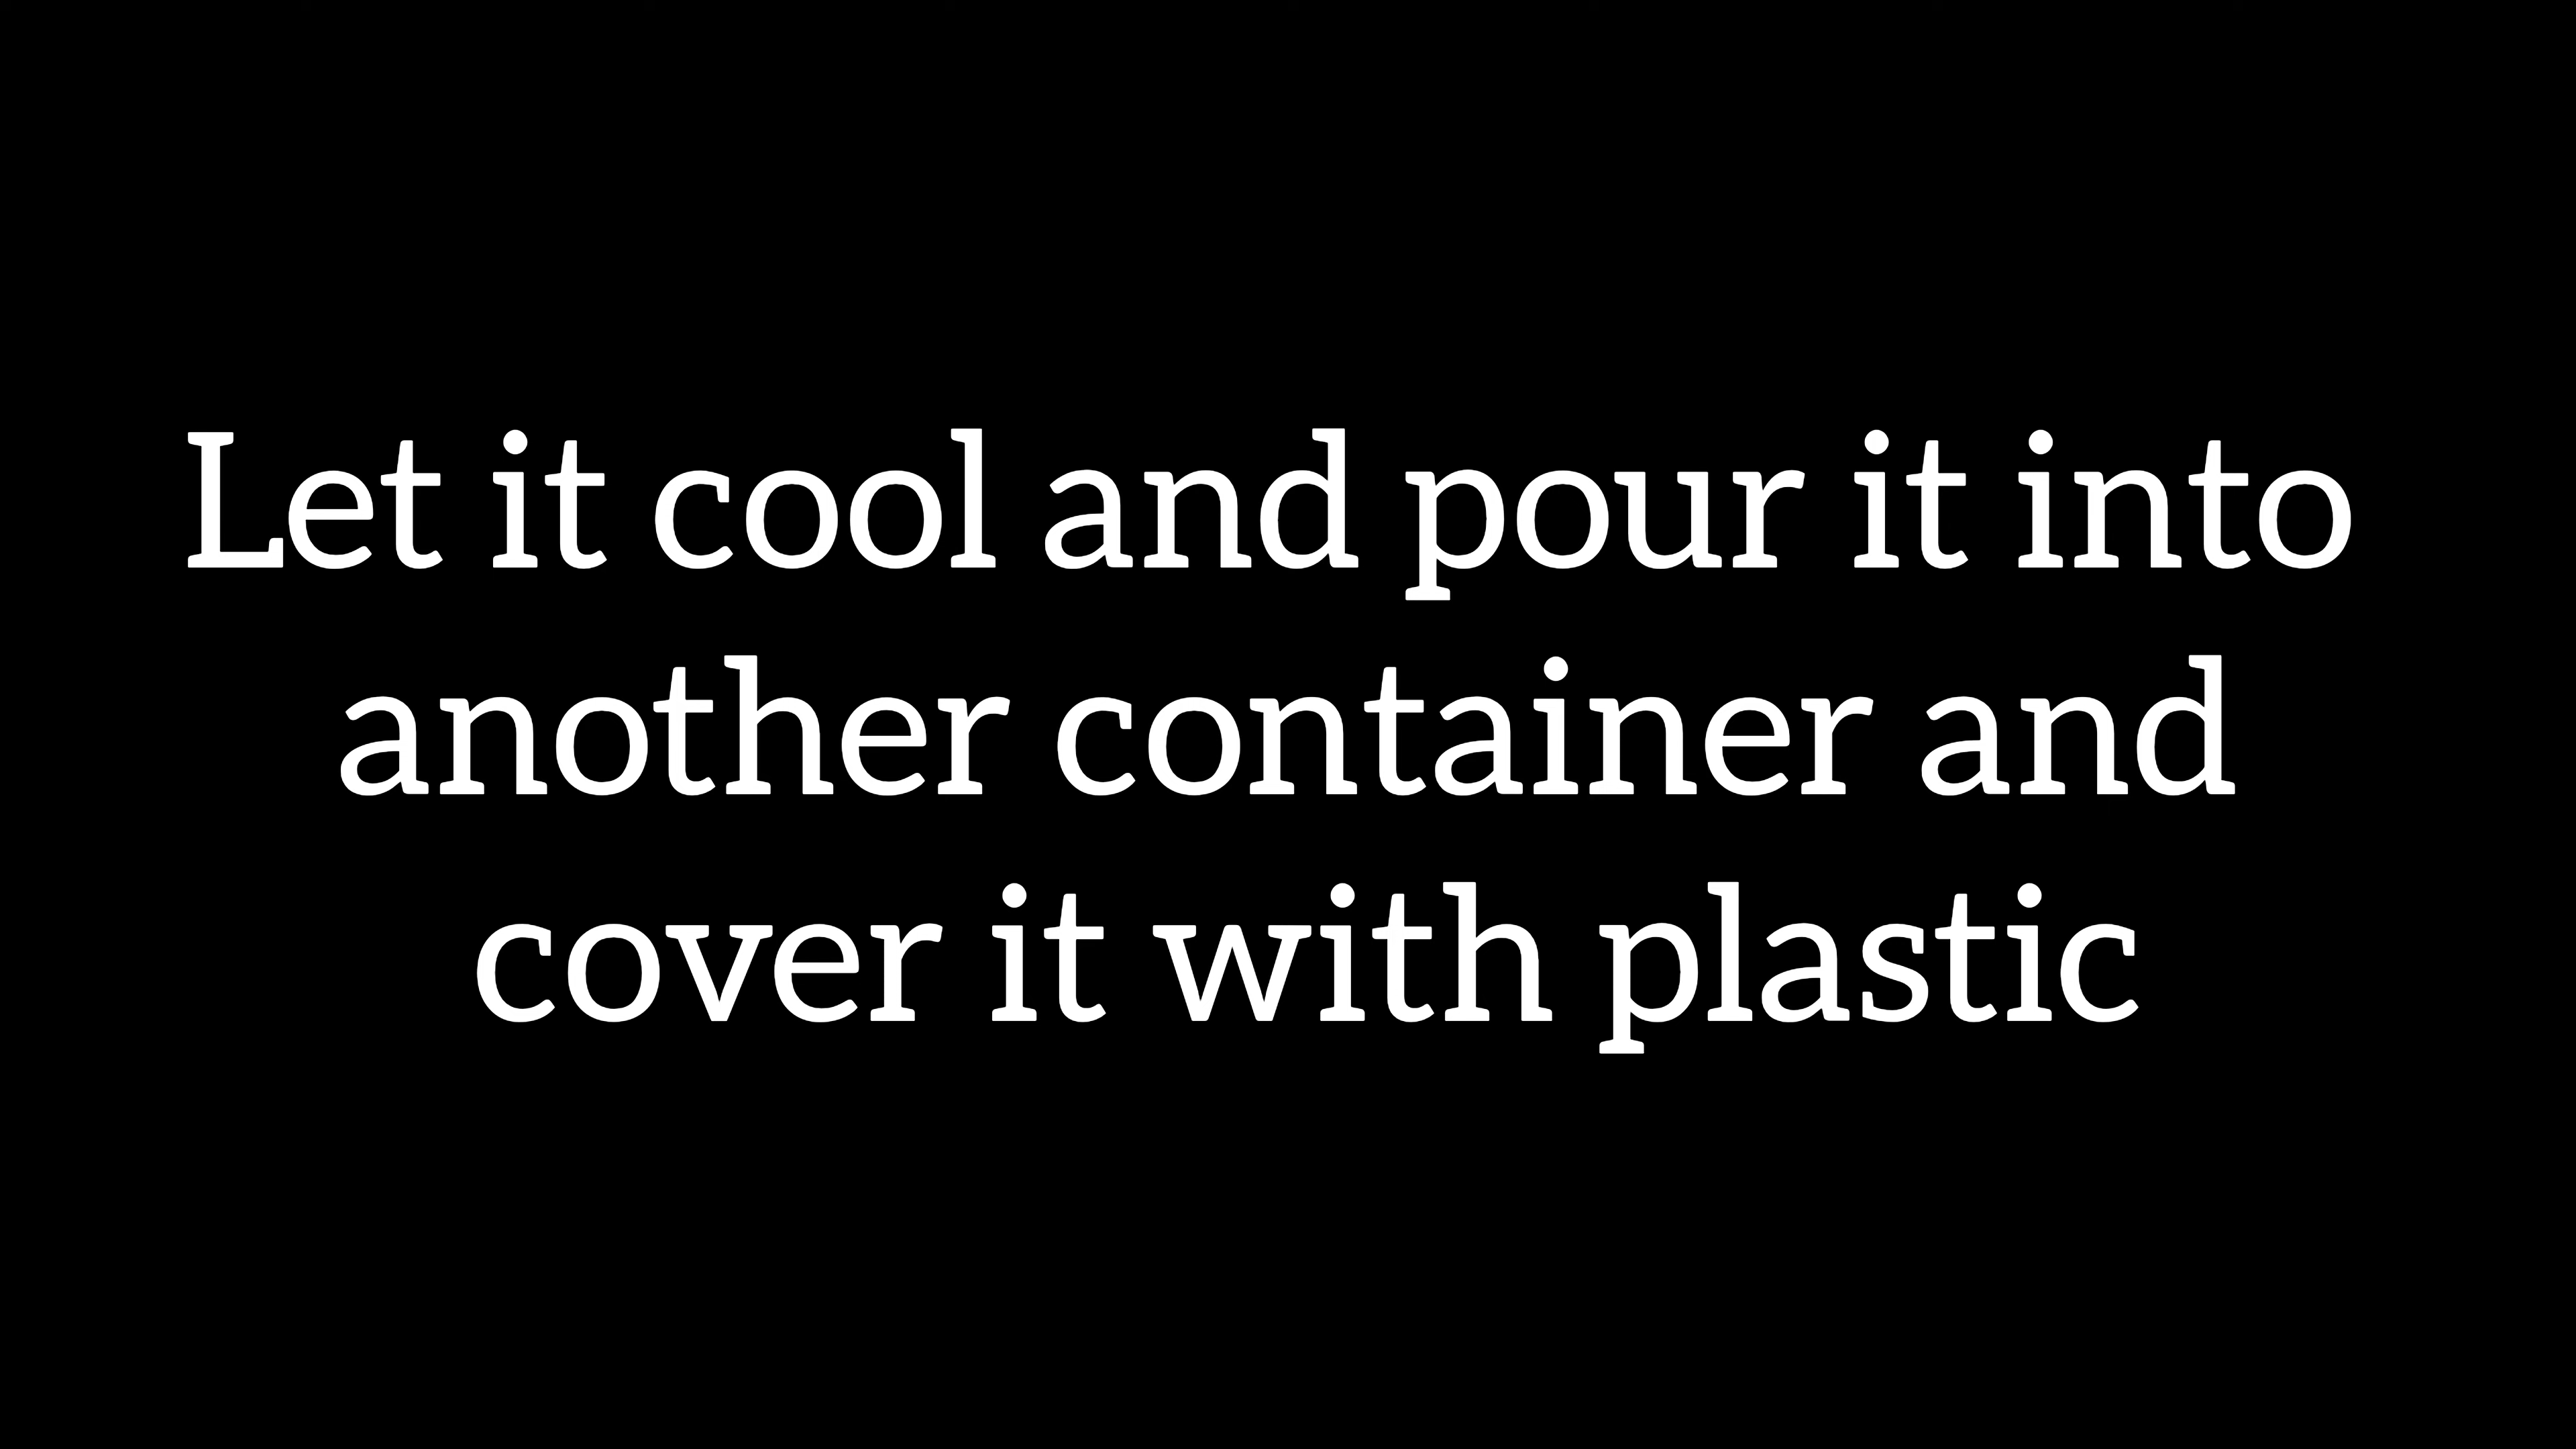 Let it cool and pour it into
another container and
cover it with plastic